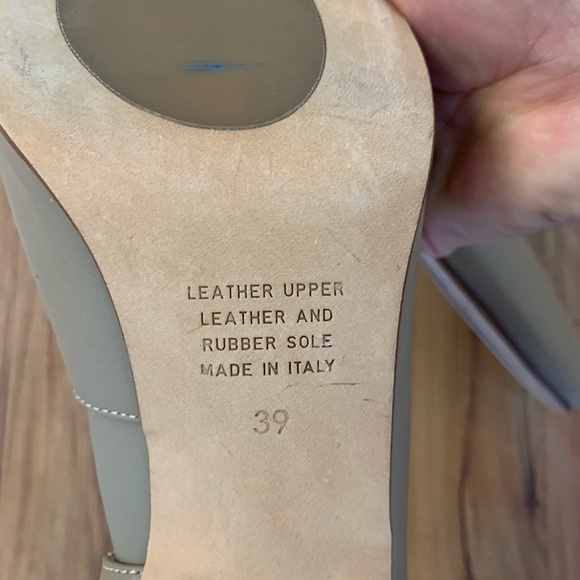 LEATHER UPPER
LEATHER AND
RUBBER SOLE
MADE IN ITALY
39